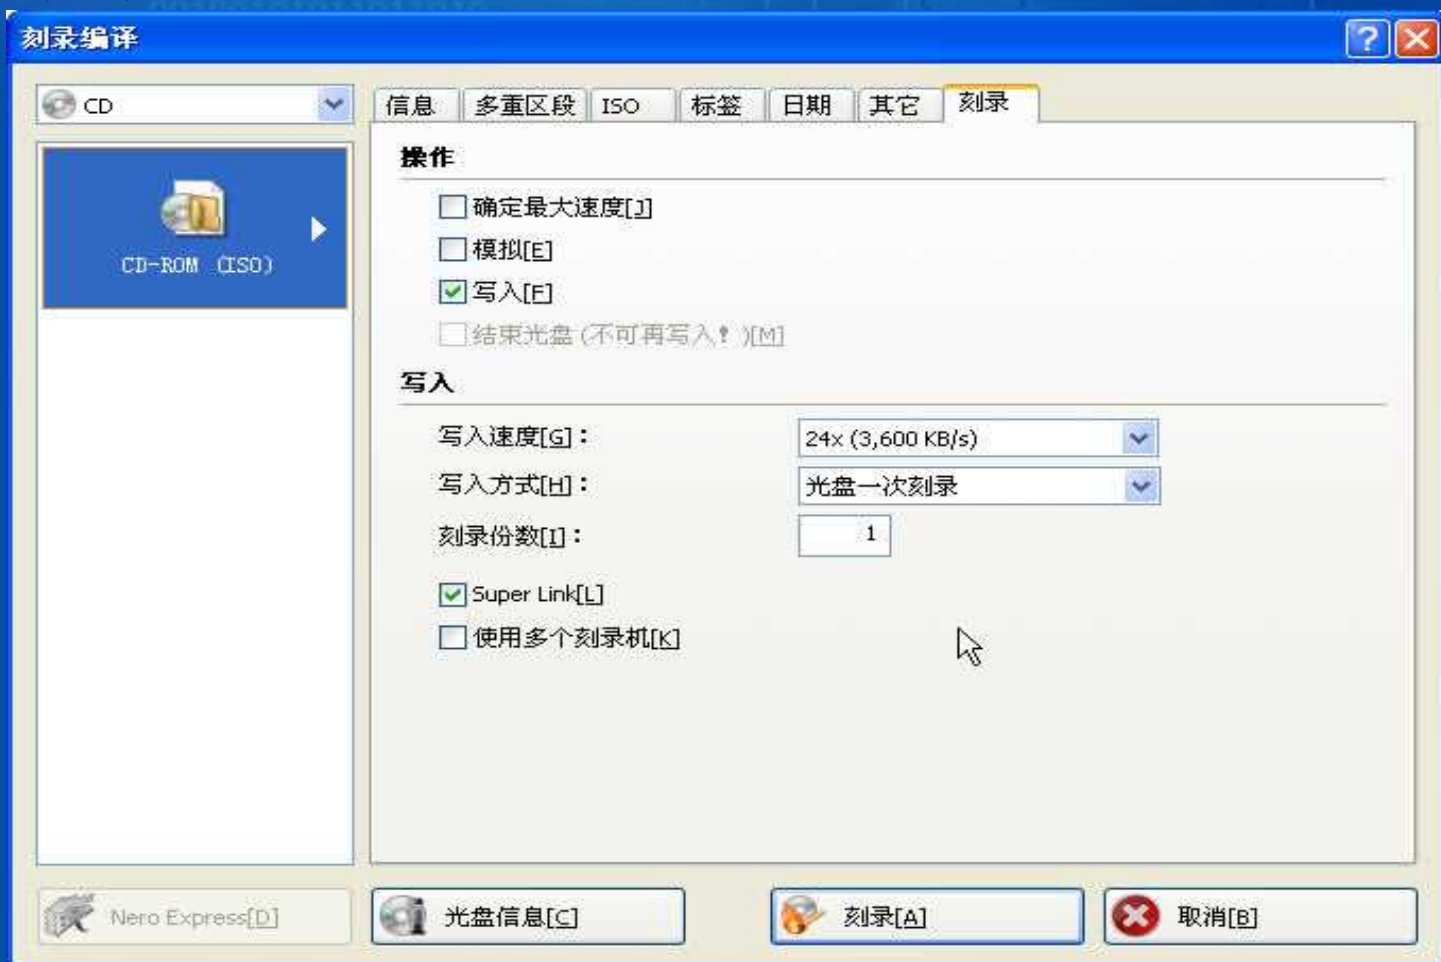 刻录编译
CD
信息 多重区段 ISO 标签 日期 其它 刻录
CD-ROM (ISO)
操作
确定最大速度[J]
模拟[E]
写入[F]
结束光盘(不可再写入!)[M]
写入
写入速度[G]: 24x (3,600 KB/s)
写入方式[H]: 光盘一次刻录
刻录份数[I]: 1
Super Link[L]
使用多个刻录机[K]
Nero Express[D] 光盘信息[C] 刻录[A] 取消[B]